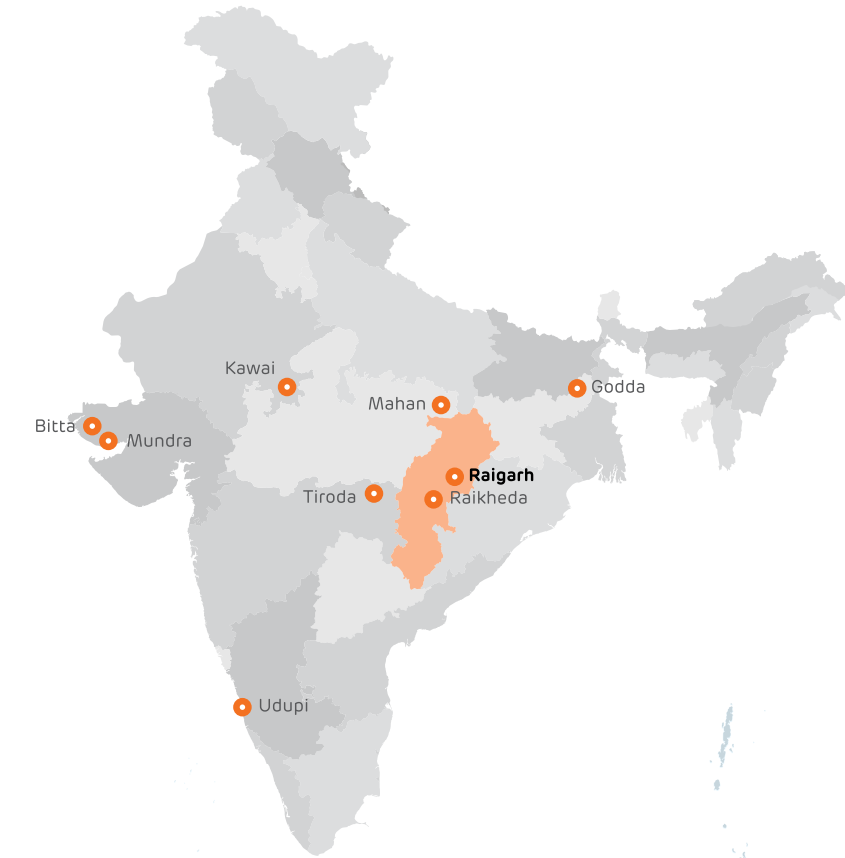 Kawai
Godda
Mahan
Bitta
Mundra
Raigarh
Tiroda
Raikheda
Udupi